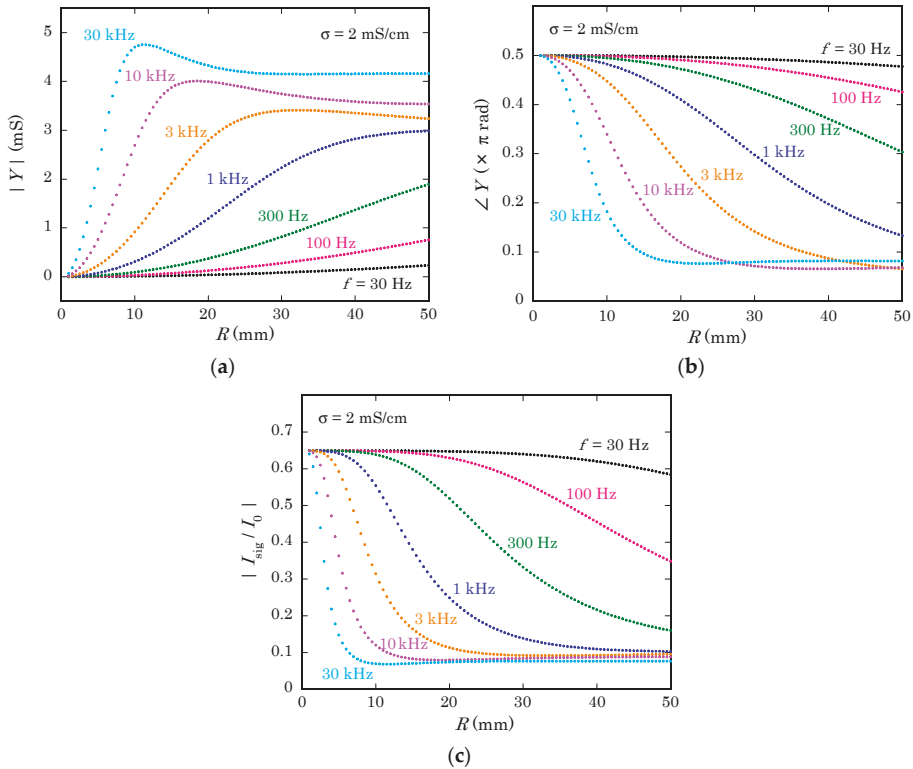 σ = 2 mS/cm
30 kHz
10 kHz
3 kHz
1 kHz
300 Hz
100 Hz
f = 30 Hz
5
4
3
2
1
0
| Y | (mS)
0 10 20 30 40 50
R (mm)
(a)
σ = 2 mS/cm
f = 30 Hz
100 Hz
300 Hz
1 kHz
3 kHz
10 kHz
30 kHz
0.5
0.4
0.3
0.2
0.1
0
∠ Y (× π rad)
0 10 20 30 40 50
R (mm)
(b)
σ = 2 mS/cm
f = 30 Hz
100 Hz
300 Hz
1 kHz
3 kHz
10 kHz
30 kHz
0.7
0.6
0.5
0.4
0.3
0.2
0.1
0
| Isig / I0 |
0 10 20 30 40 50
R (mm)
(c)